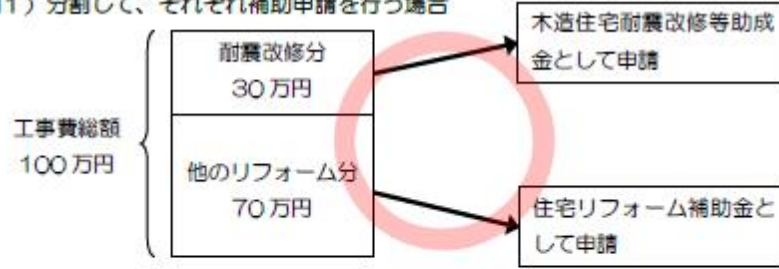 1）分割して、それぞれ補助申請を行う場合
工事費総額
100万円
耐震改修分
30万円
他のリフォーム分
70万円
木造住宅耐震改修等助成
金として申請
住宅リフォーム補助金と
して申請